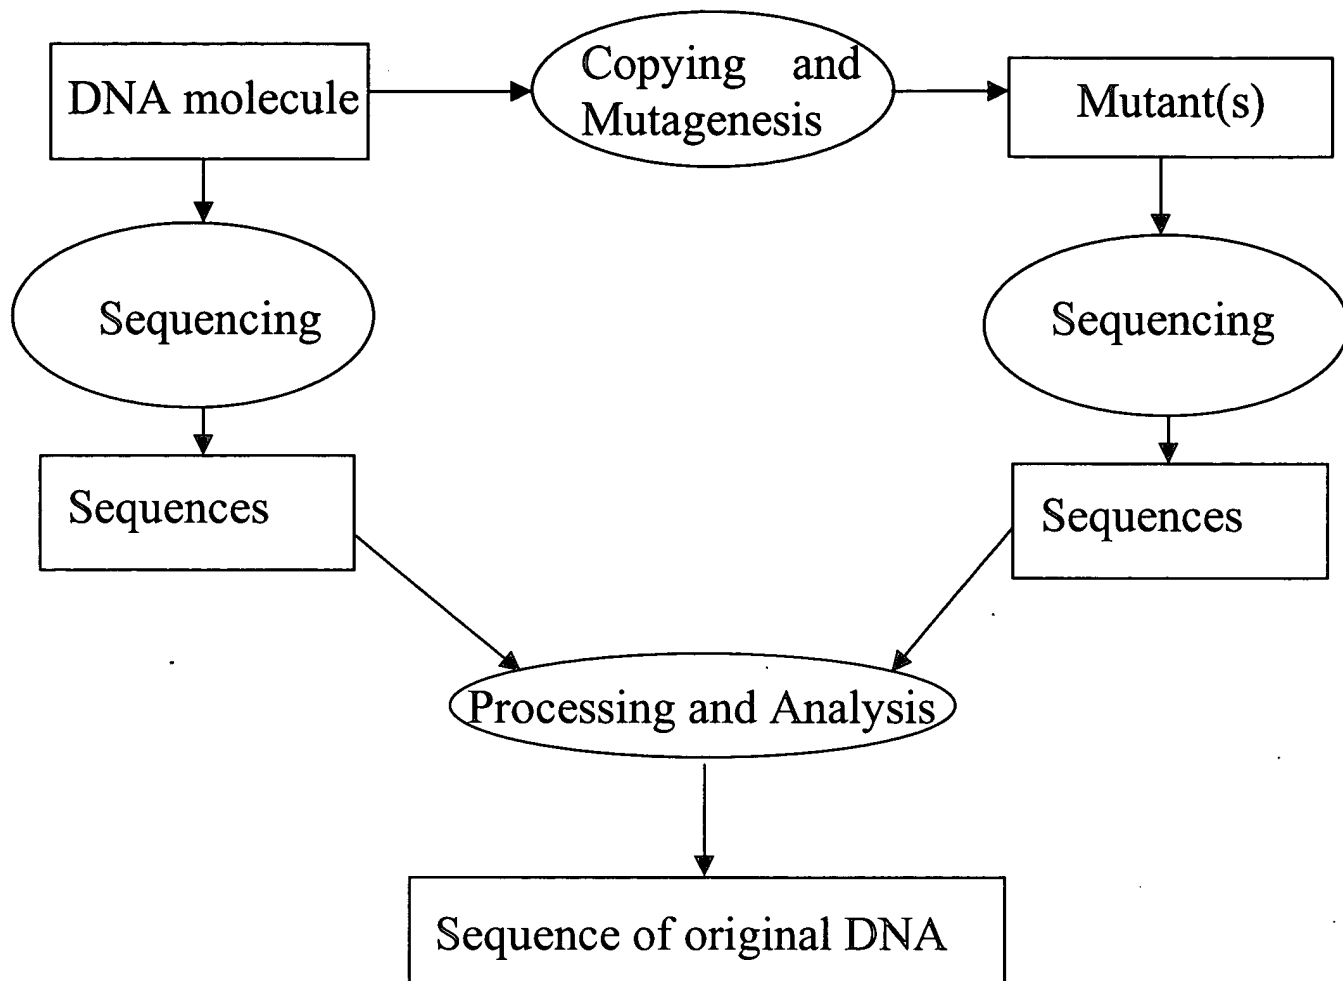 DNA molecule
Copying and
Mutagenesis
Mutant(s)
Sequencing
Sequencing
Sequences
Sequences
Processing and Analysis
Sequence of original DNA